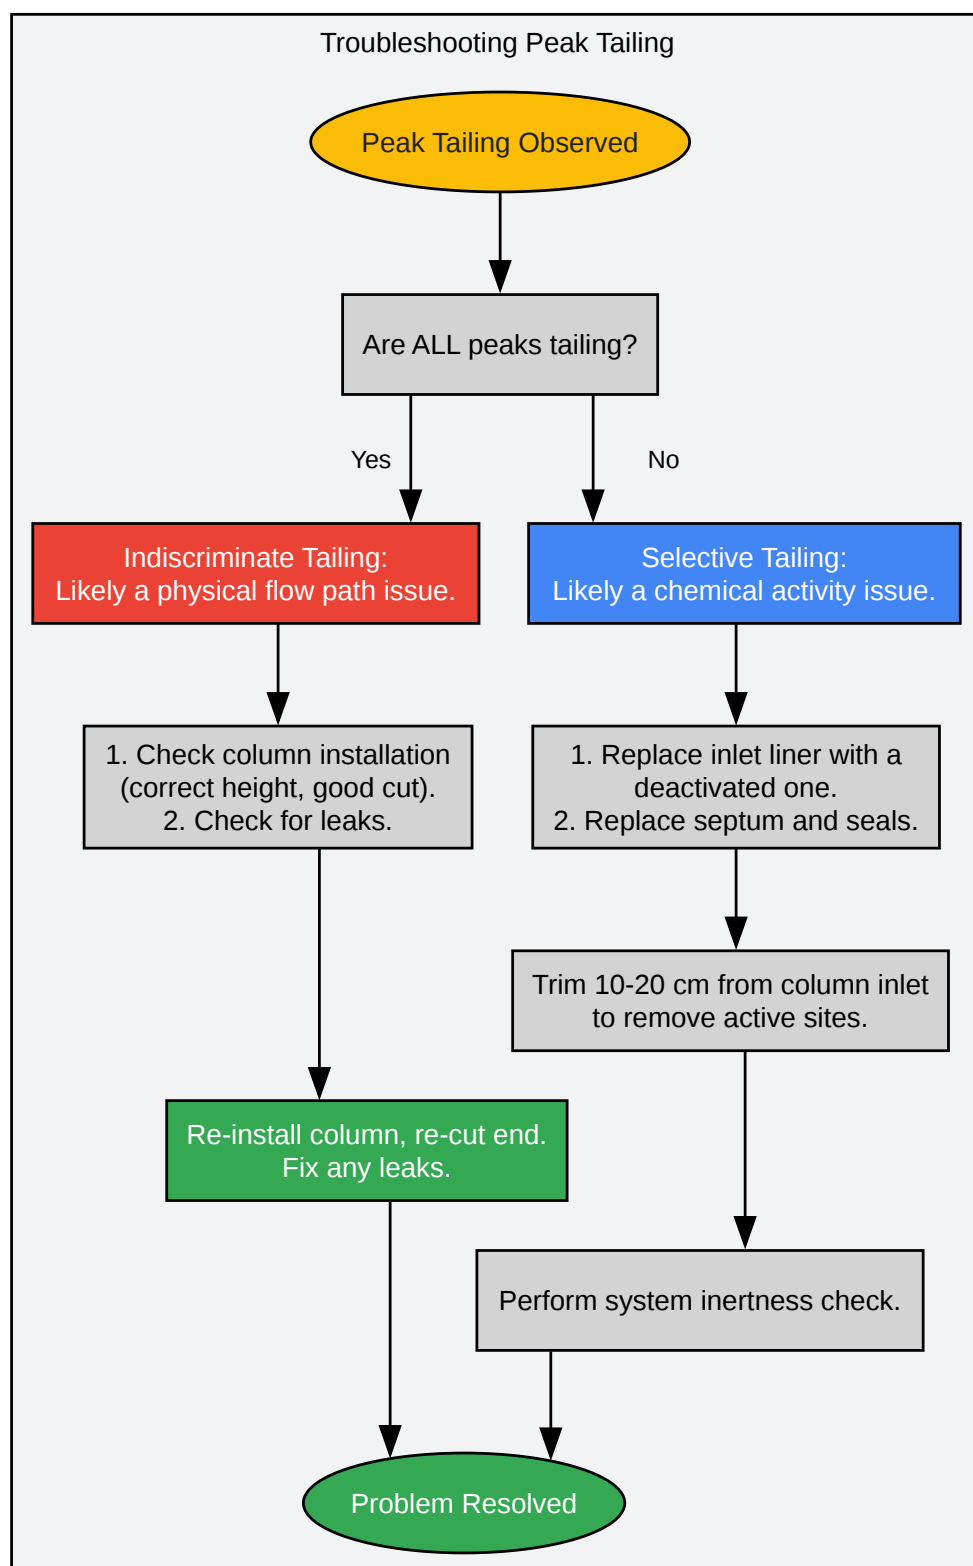 Troubleshooting Peak Tailing
Peak Tailing Observed
Are ALL peaks tailing?
Yes
No
Indiscriminate Tailing:
Likely a physical flow path issue.
Selective Tailing:
Likely a chemical activity issue.
1. Check column installation
(correct height, good cut).
2. Check for leaks.
1. Replace inlet liner with a
deactivated one.
2. Replace septum and seals.
Trim 10-20 cm from column inlet
to remove active sites.
Re-install column, re-cut end.
Fix any leaks.
Perform system inertness check.
Problem Resolved